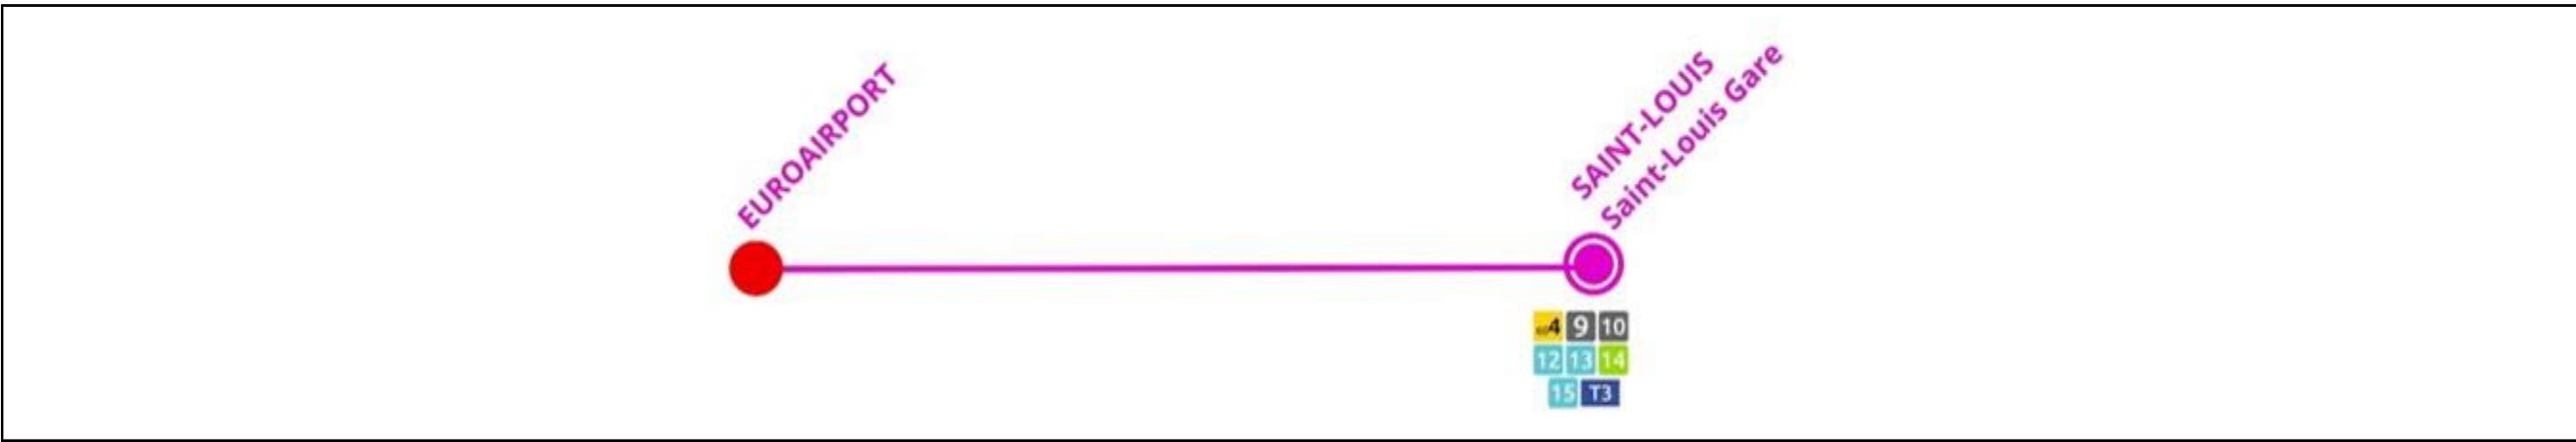 EUROAIRPORT
SAINT-LOUIS
Saint-Louis Gare
4 9 10
12 13 14
15 T3